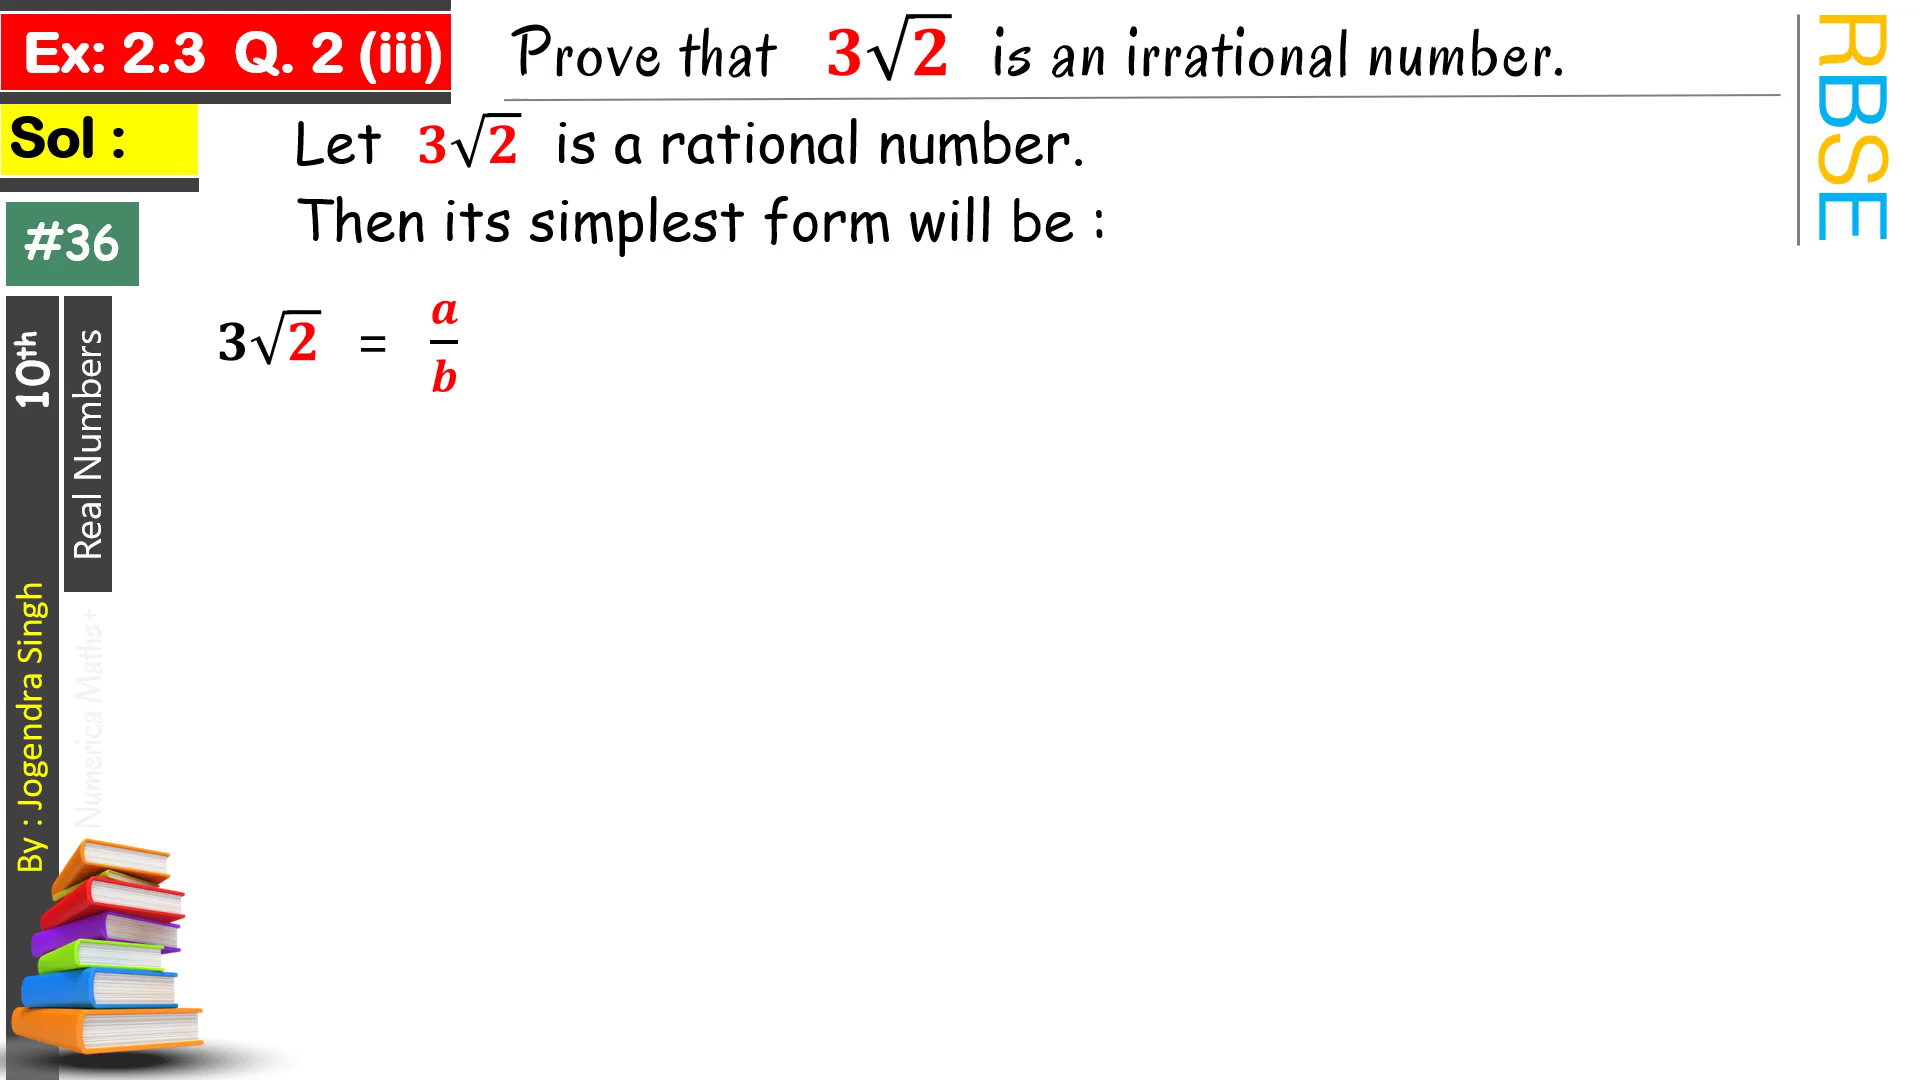 Ex: 2.3 Q. 2 (iii)
Prove that 3√2 is an irrational number.
RBSE
Sol :
Let 3√2 is a rational number.
Then its simplest form will be :
#36
3√2 = a/b
10th
Real Numbers
By : Jogendra Singh
Numerica Maths+